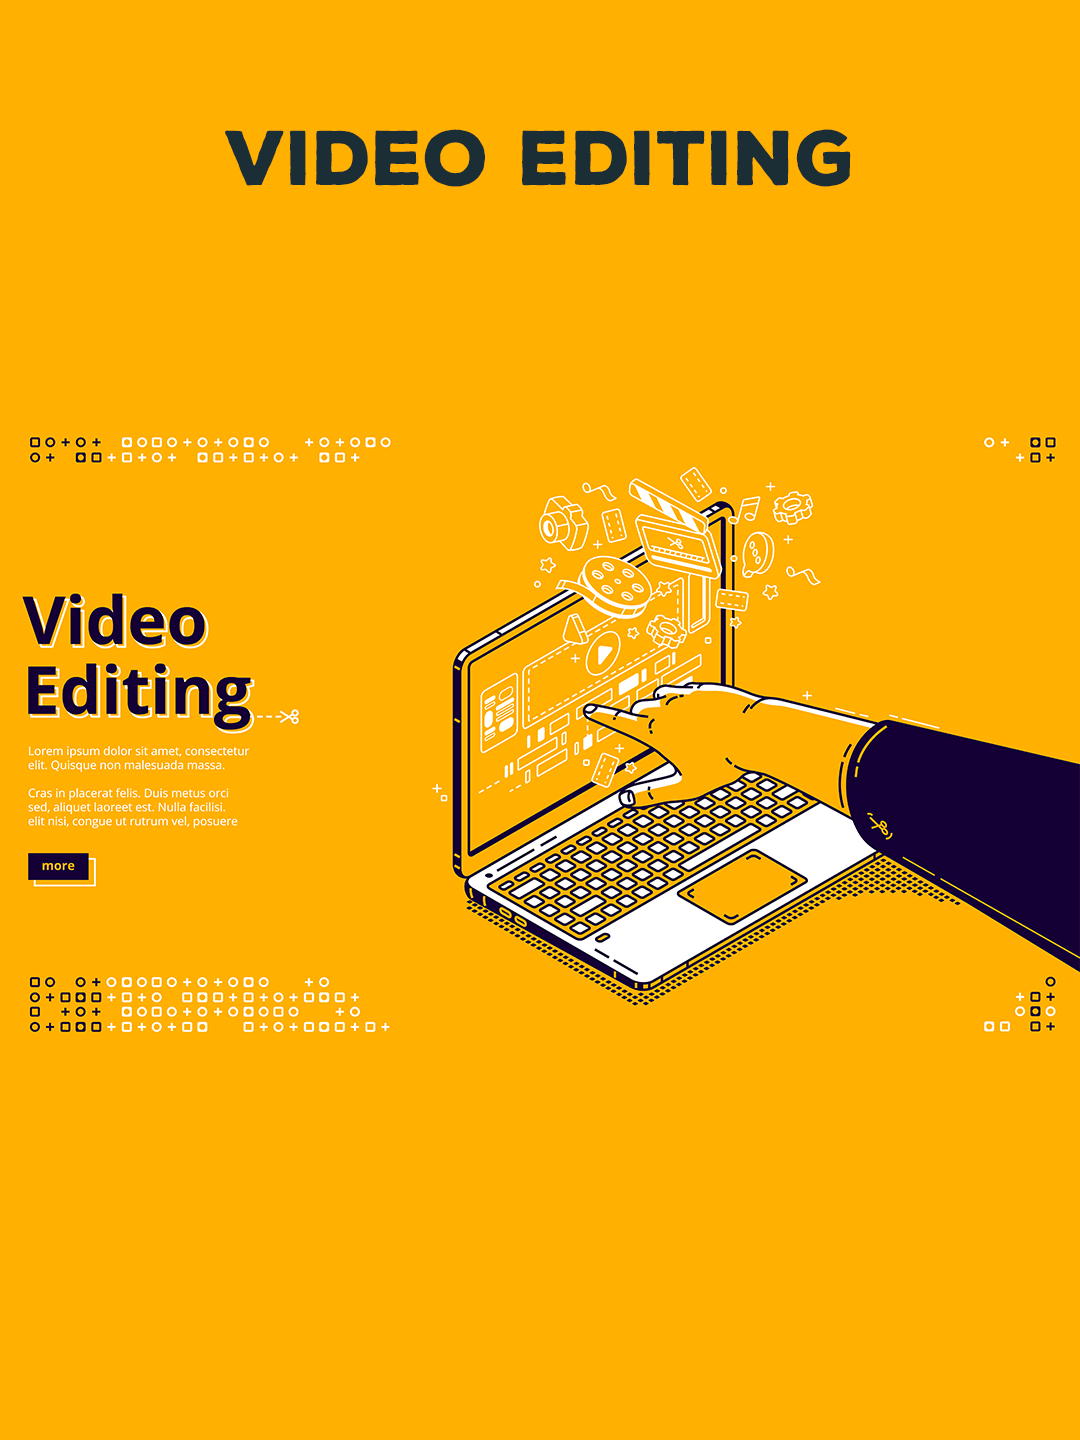 VIDEO EDITING
Video
Editing
Lorem ipsum dolor sit amet, consectetur
elit. Quisque non malesuada massa.
Cras in placerat felis. Duis metus orci
sed, aliquet laoreet est. Nulla facilisi.
elit nisi, congue ut rutrum vel, posuere
more